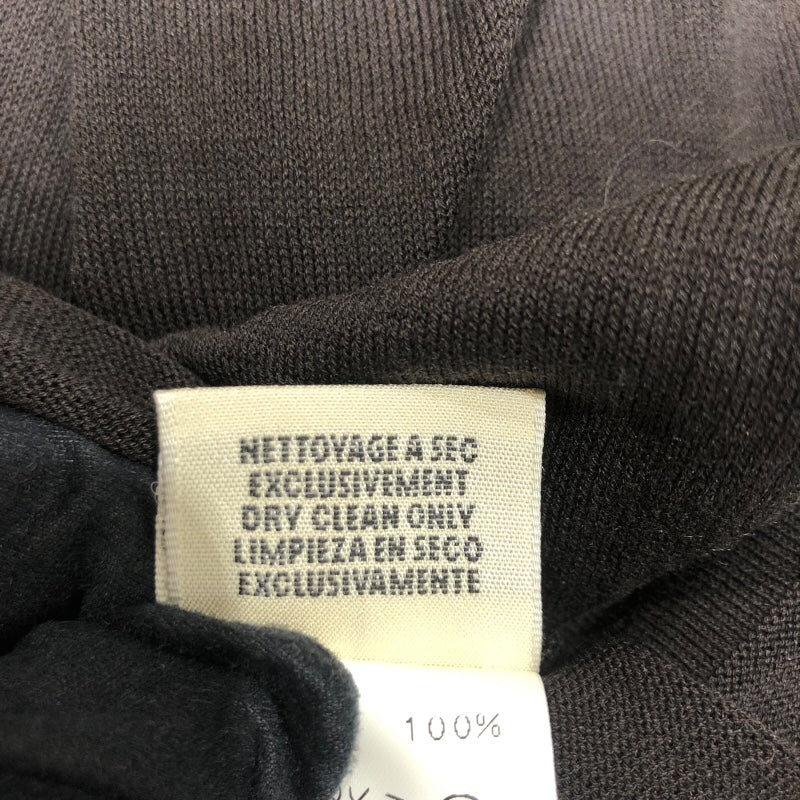 NETTOYAGE A SEC
EXCLUSIVEMENT
DRY CLEAN ONLY
LIMPIEZA EN SECO
EXCLUSIVAMENTE
100%